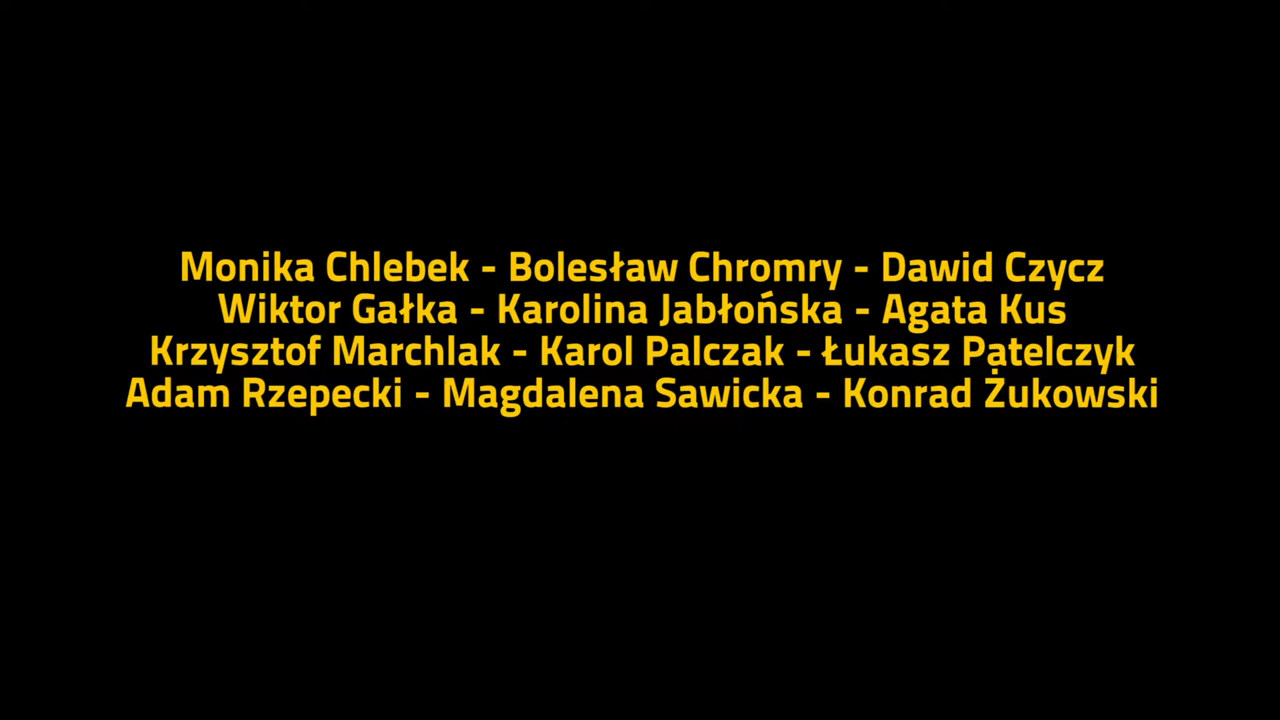 Monika Chlebek - Bolesław Chromry - Dawid Czycz
Wiktor Gałka - Karolina Jabłońska - Agata Kus
Krzysztof Marchlak - Karol Palczak - Łukasz Patelczyk
Adam Rzepecki - Magdalena Sawicka - Konrad Żukowski